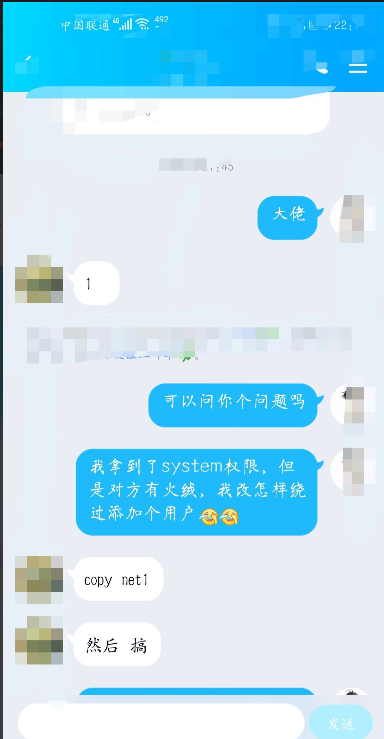 中国联通 46 492
22:
:45
大佬
1
可以问你个问题吗
我拿到了system权限，但
是对方有火绒，我改怎样绕
过添加个用户
copy net1
然后 搞
发送